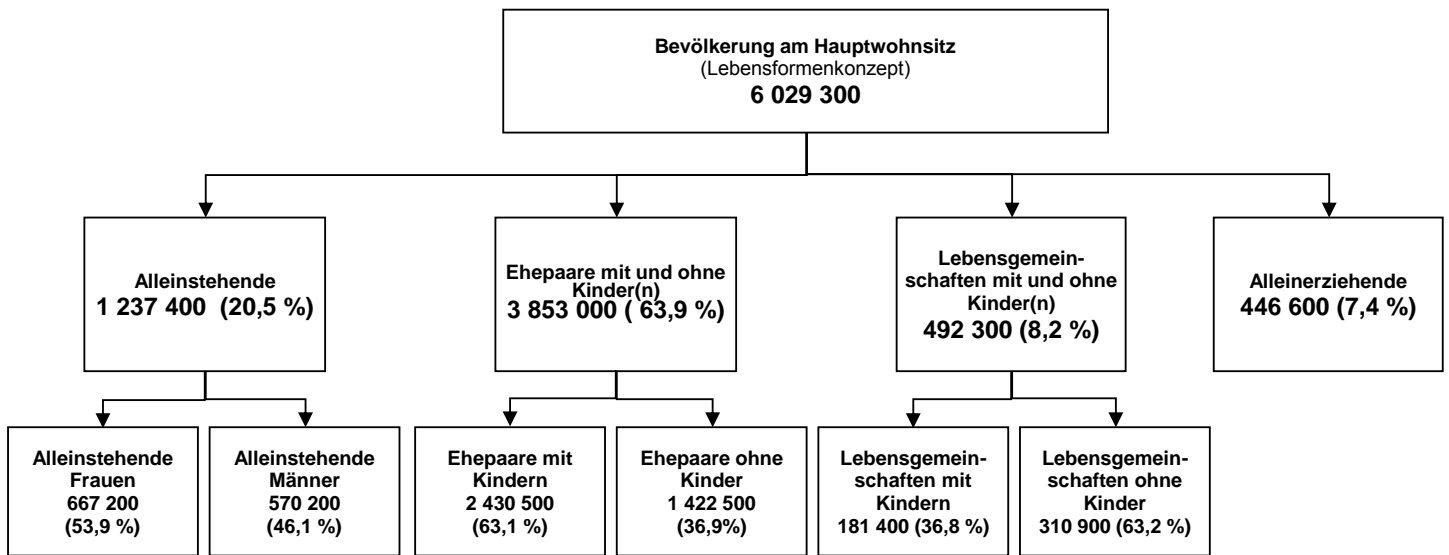 Bevölkerung am Hauptwohnsitz
(Lebensformenkonzept)
6 029 300
Alleinstehende
1 237 400 (20,5 %)
Ehepaare mit und ohne
Kinder(n)
3 853 000 ( 63,9 %)
Lebensgemein-
schaften mit und ohne
Kinder(n)
492 300 (8,2 %)
Alleinerziehende
446 600 (7,4 %)
Alleinstehende
Frauen
667 200
(53,9 %)
Alleinstehende
Männer
570 200
(46,1 %)
Ehepaare mit
Kindern
2 430 500
(63,1 %)
Ehepaare ohne
Kinder
1 422 500
(36,9%)
Lebensgemein-
schaften mit
Kindern
181 400 (36,8 %)
Lebensgemein-
schaften ohne
Kinder
310 900 (63,2 %)